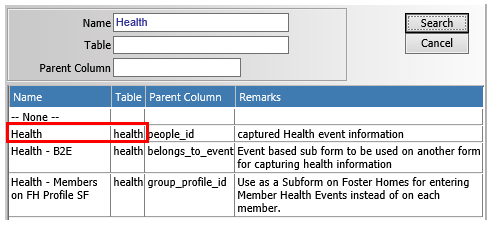 Name Health Search
Table Cancel
Parent Column
Name Table Parent Column Remarks
-- None --
Health health people_id captured Health event information
Health - B2E health belongs_to_event Event based sub form to be used on another form
for capturing health information
Health - Members health group_profile_id Use as a Subform on Foster Homes for entering
on FH Profile SF Member Health Events instead of on each
member.